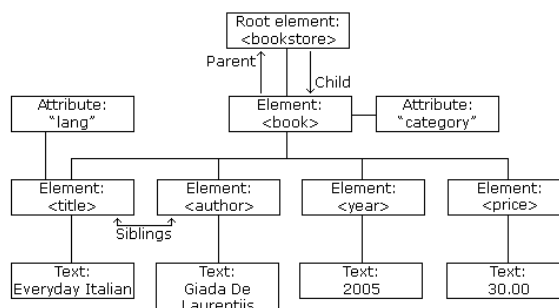 Root element:
<bookstore>
Parent
Child
Attribute:
"lang"
Element:
<book>
Attribute:
"category"
Element:
<title>
Element:
<author>
Element:
<year>
Element:
<price>
Siblings
Text:
Everyday Italian
Text:
Giada De
Laurentiis
Text:
2005
Text:
30.00